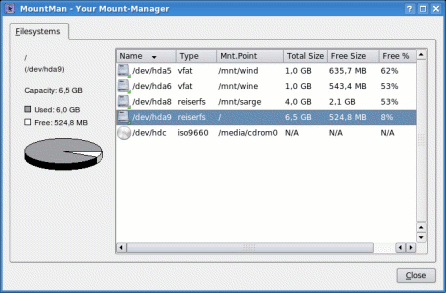 MountMan - Your Mount-Manager
Filesystems
/
(/dev/hda9)
Capacity: 6,5 GB
Used: 6,0 GB
Free: 524,8 MB
Name Type Mnt.Point Total Size Free Size Free %
/dev/hda5 vfat /mnt/wind 1,0 GB 635,7 MB 62%
/dev/hda6 vfat /mnt/wine 1,0 GB 543,4 MB 53%
/dev/hda8 reiserfs /mnt/sarge 4,0 GB 2,1 GB 53%
/dev/hda9 reiserfs / 6,5 GB 524,8 MB 8%
/dev/hdc iso9660 /media/cdrom0 N/A N/A N/A
Close